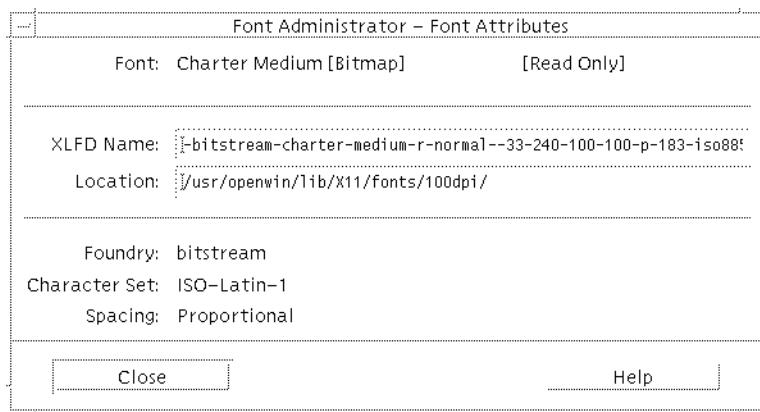 Font Administrator – Font Attributes
Font: Charter Medium [Bitmap] [Read Only]
XLFD Name: -bitstream-charter-medium-r-normal--33-240-100-100-p-183-iso885
Location: /usr/openwin/lib/X11/fonts/100dpi/
Foundry: bitstream
Character Set: ISO–Latin–1
Spacing: Proportional
Close Help